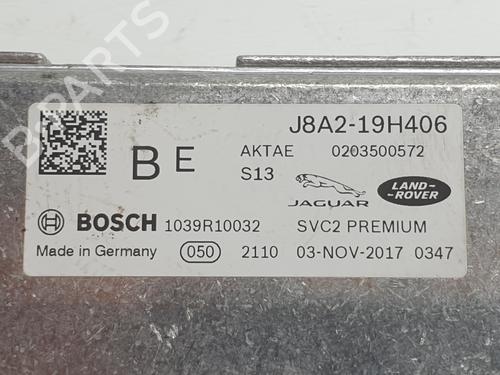 J8A2-19H406
B E AKTAE 0203500572
S13
JAGUAR LAND-ROVER
BOSCH 1039R10032 SVC2 PREMIUM
Made in Germany 050 2110 03-NOV-2017 0347
BPARTS